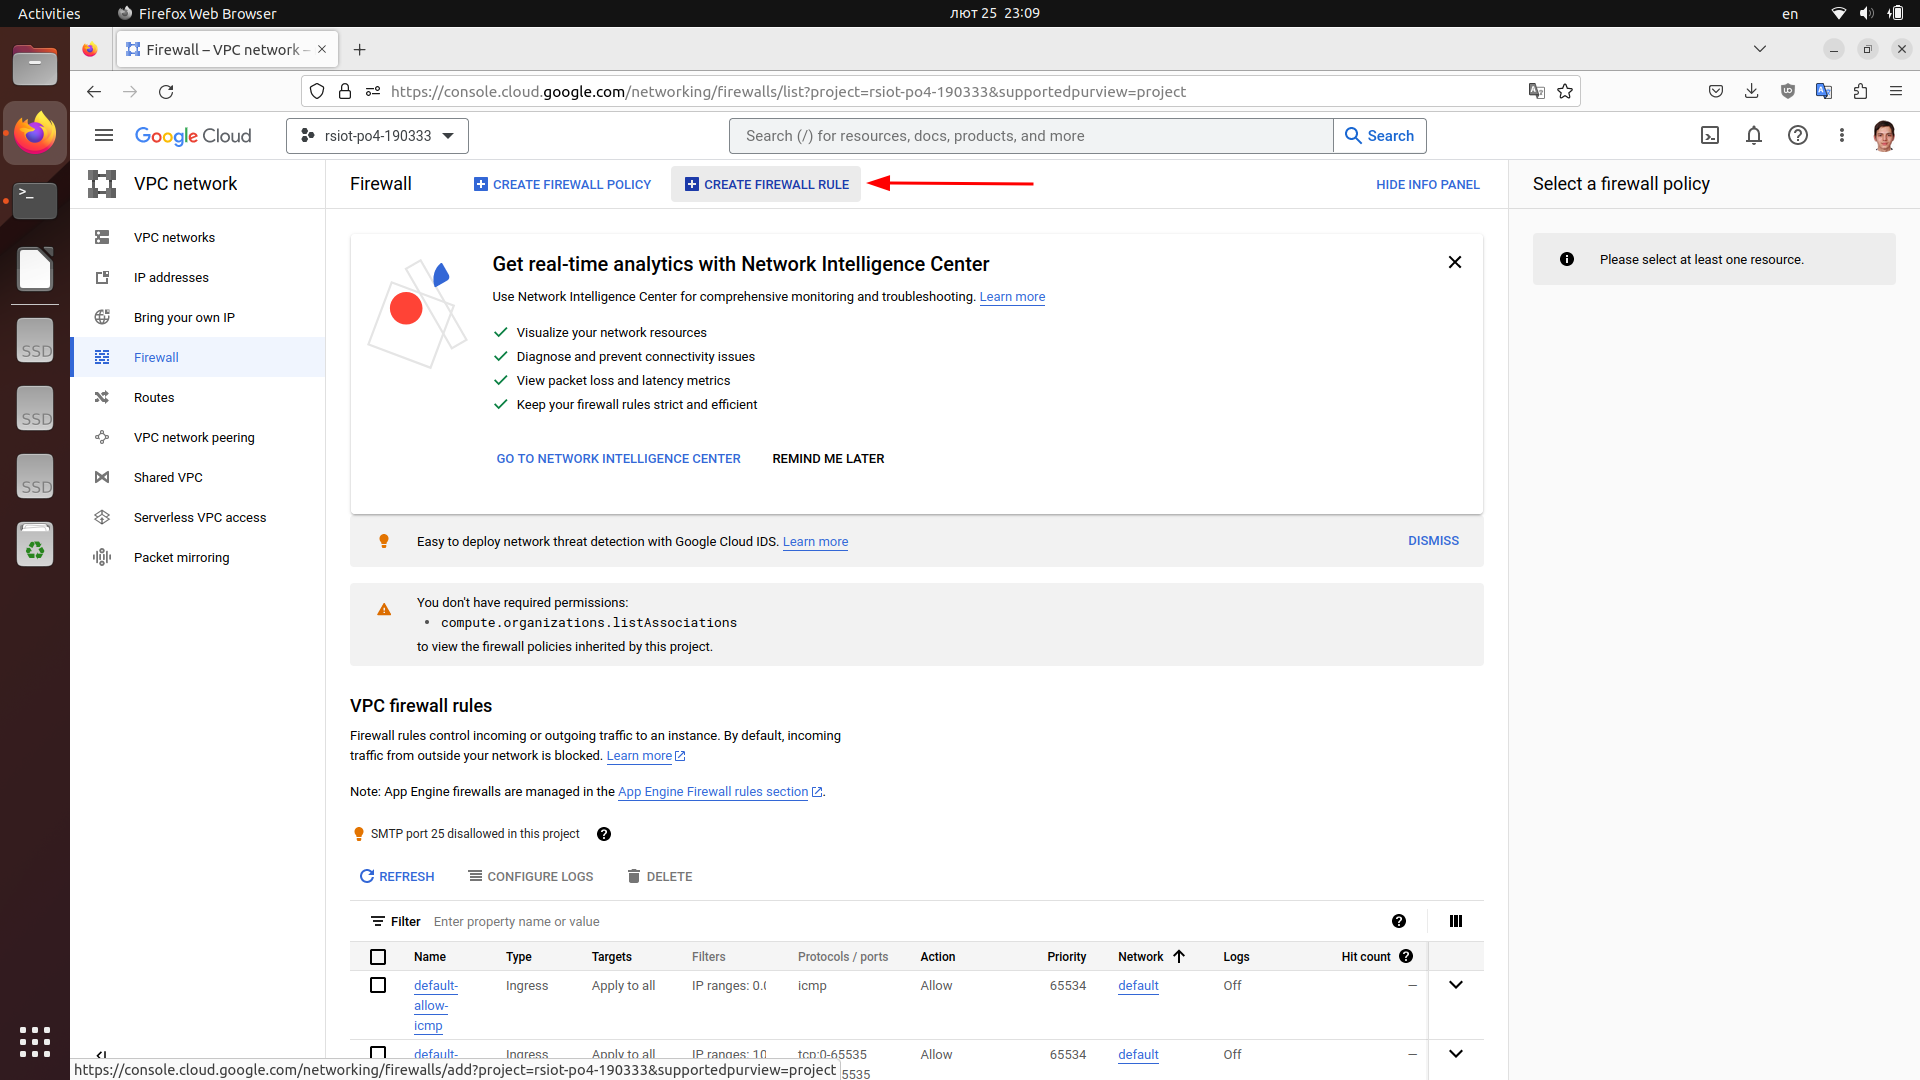 Activities
Firefox Web Browser
лют 25 23:09
en
Firewall – VPC network –
https://console.cloud.google.com/networking/firewalls/list?project=rsiot-po4-190333&supportedpurview=project
Google Cloud
rsiot-po4-190333
Search (/) for resources, docs, products, and more
Search
VPC network
Firewall
CREATE FIREWALL POLICY
CREATE FIREWALL RULE
HIDE INFO PANEL
Select a firewall policy
VPC networks
IP addresses
Bring your own IP
Firewall
Routes
VPC network peering
Shared VPC
Serverless VPC access
Packet mirroring
SSD
SSD
SSD
Get real-time analytics with Network Intelligence Center
Use Network Intelligence Center for comprehensive monitoring and troubleshooting. Learn more
Visualize your network resources
Diagnose and prevent connectivity issues
View packet loss and latency metrics
Keep your firewall rules strict and efficient
GO TO NETWORK INTELLIGENCE CENTER
REMIND ME LATER
Please select at least one resource.
Easy to deploy network threat detection with Google Cloud IDS. Learn more
DISMISS
You don't have required permissions:
• compute.organizations.listAssociations
to view the firewall policies inherited by this project.
VPC firewall rules
Firewall rules control incoming or outgoing traffic to an instance. By default, incoming
traffic from outside your network is blocked. Learn more
Note: App Engine firewalls are managed in the App Engine Firewall rules section.
SMTP port 25 disallowed in this project
REFRESH
CONFIGURE LOGS
DELETE
Filter
Enter property name or value
Name Type Targets Filters Protocols / ports Action Priority Network Logs Hit count
default- Ingress Apply to all IP ranges: 0.0 icmp Allow 65534 default Off –
allow-
icmp
default- Ingress Apply to all IP ranges: 10 tcp:0-65535 Allow 65534 default Off –
5535
https://console.cloud.google.com/networking/firewalls/add?project=rsiot-po4-190333&supportedpurview=project